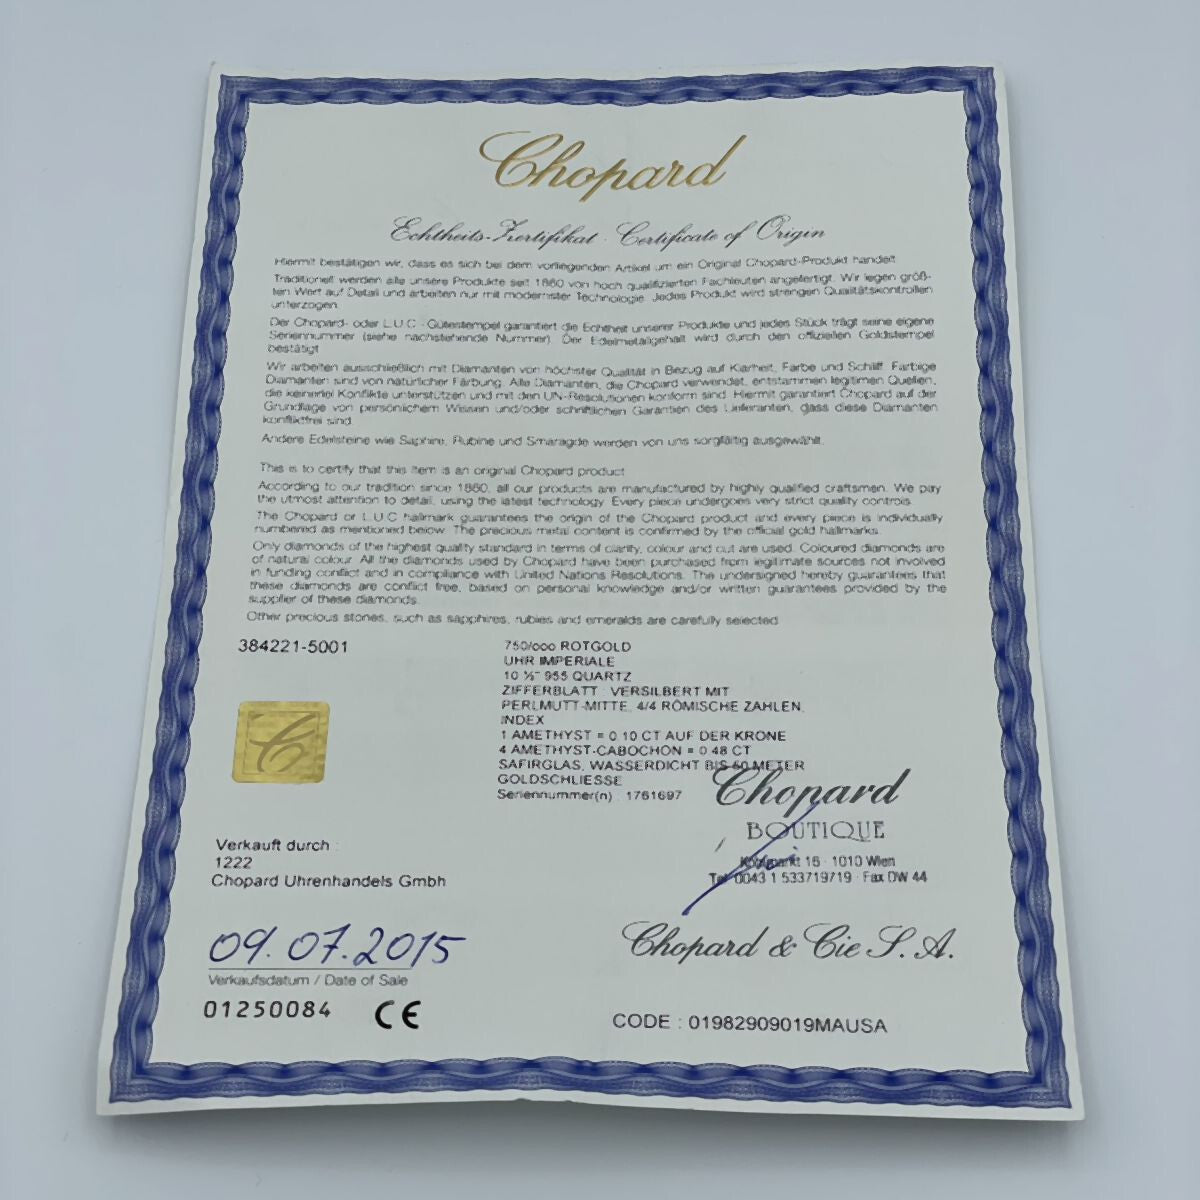 Chopard
Echtheits-Zertifikat · Certificate of Origin
Hiermit bestätigen wir, dass es sich bei dem vorliegenden Artikel um ein Original Chopard-Produkt handelt.
Traditionell werden alle unsere Produkte seit 1860 von hoch qualifizierten Fachleuten angefertigt. Wir legen größ-
ten Wert auf Detail und arbeiten nur mit modernster Technologie. Jedes Produkt wird strengen Qualitätskontrollen
unterzogen.
Der Chopard- oder L.U.C - Gütestempel garantiert die Echtheit unserer Produkte und jedes Stück trägt seine eigene
Seriennummer (siehe nachstehende Nummer). Der Edelmetallgehalt wird durch den offiziellen Goldstempel
bestätigt.
Wir arbeiten ausschließlich mit Diamanten von höchster Qualität in Bezug auf Klarheit, Farbe und Schliff. Farbige
Diamanten sind von natürlicher Färbung. Alle Diamanten, die Chopard verwendet, entstammen legitimen Quellen,
die keinerlei Konflikte unterstützen und mit den UN-Resolutionen konform sind. Hiermit garantiert Chopard auf der
Grundlage von persönlichem Wissen und/oder schriftlichen Garantien des Lieferanten, dass diese Diamanten
konfliktfrei sind.
Andere Edelsteine wie Saphire, Rubine und Smaragde werden von uns sorgfältig ausgewählt.
This is to certify that this item is an original Chopard product.
According to our tradition since 1860, all our products are manufactured by highly qualified craftsmen. We pay
the utmost attention to detail, using the latest technology. Every piece undergoes very strict quality controls.
The Chopard or L.U.C hallmark guarantees the origin of the Chopard product and every piece is individually
numbered as mentioned below. The precious metal content is confirmed by the official gold hallmarks.
Only diamonds of the highest quality standard in terms of clarity, colour and cut are used. Coloured diamonds are
of natural colour. All the diamonds used by Chopard have been purchased from legitimate sources not involved
in funding conflict and in compliance with United Nations Resolutions. The undersigned hereby guarantees that
these diamonds are conflict free, based on personal knowledge and/or written guarantees provided by the
supplier of these diamonds.
Other precious stones, such as sapphires, rubies and emeralds are carefully selected.
384221-5001
750/ooo ROTGOLD
UHR IMPERIALE
10 ½''' 955 QUARTZ
ZIFFERBLATT : VERSILBERT MIT
PERLMUTT-MITTE, 4/4 RÖMISCHE ZAHLEN,
INDEX
1 AMETHYST = 0.10 CT AUF DER KRONE
4 AMETHYST-CABOCHON = 0.48 CT
SAFIRGLAS, WASSERDICHT BIS 50 METER
GOLDSCHLIESSE
Seriennummer(n) : 1761697
Chopard
BOUTIQUE
Kohlmarkt 16 · 1010 Wien
Tel. 0043 1 533719719 · Fax DW 44
Verkauft durch :
1222
Chopard Uhrenhandels Gmbh
09.07.2015
Verkaufsdatum / Date of Sale
01250084 CE
Chopard & Cie S.A.
CODE : 01982909019MAUSA